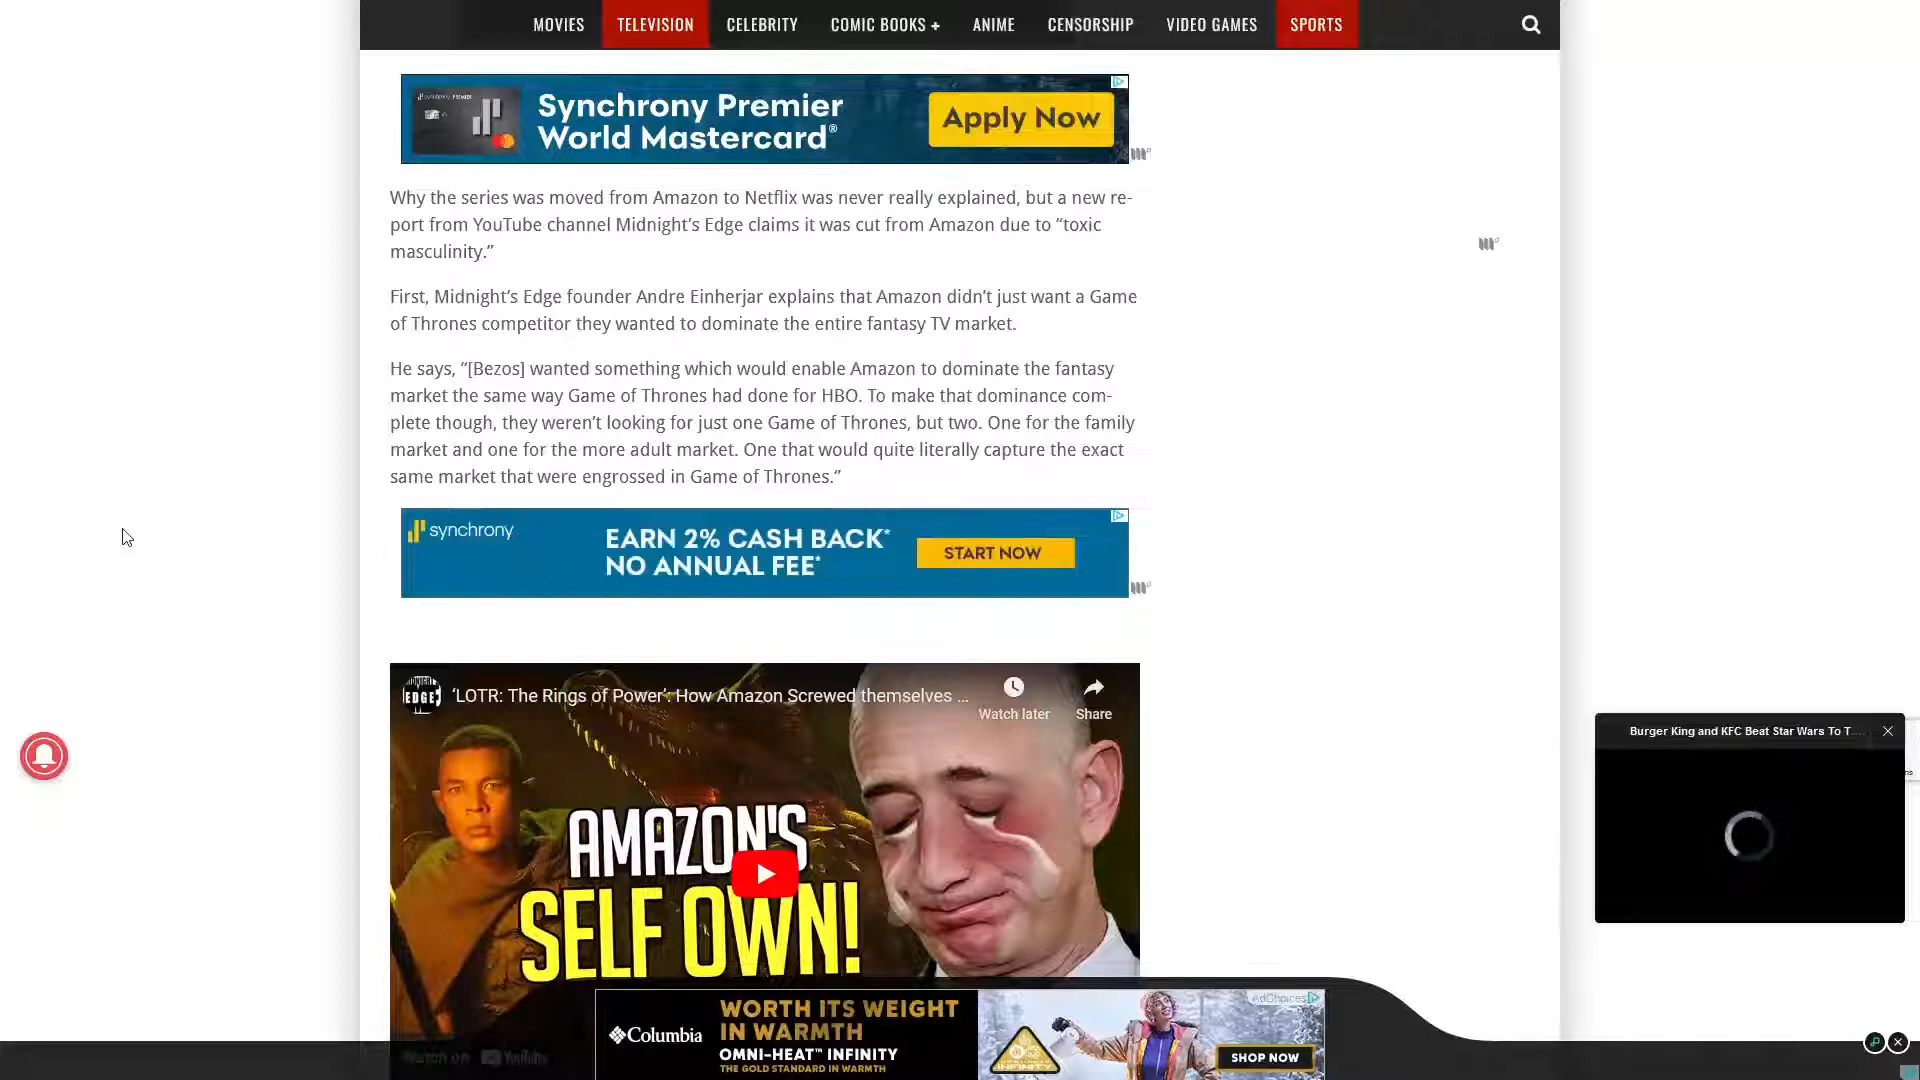 MOVIES TELEVISION CELEBRITY COMIC BOOKS + ANIME CENSORSHIP VIDEO GAMES SPORTS
Synchrony Premier
World Mastercard®
Apply Now
Why the series was moved from Amazon to Netflix was never really explained, but a new re-
port from YouTube channel Midnight’s Edge claims it was cut from Amazon due to “toxic
masculinity.”
First, Midnight’s Edge founder Andre Einherjar explains that Amazon didn’t just want a Game
of Thrones competitor they wanted to dominate the entire fantasy TV market.
He says, “[Bezos] wanted something which would enable Amazon to dominate the fantasy
market the same way Game of Thrones had done for HBO. To make that dominance com-
plete though, they weren’t looking for just one Game of Thrones, but two. One for the family
market and one for the more adult market. One that would quite literally capture the exact
same market that were engrossed in Game of Thrones.”
synchrony
EARN 2% CASH BACK*
NO ANNUAL FEE*
START NOW
EDGE
‘LOTR: The Rings of Power’: How Amazon Screwed themselves ...
Watch later
Share
AMAZON'S
SELF OWN!
Burger King and KFC Beat Star Wars To T....
Watch on YouTube
Columbia
WORTH ITS WEIGHT
IN WARMTH
OMNI-HEAT™ INFINITY
THE GOLD STANDARD IN WARMTH
AdChoices
SHOP NOW